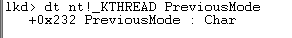 lkd> dt nt!_KTHREAD PreviousMode
+0x232 PreviousMode : Char